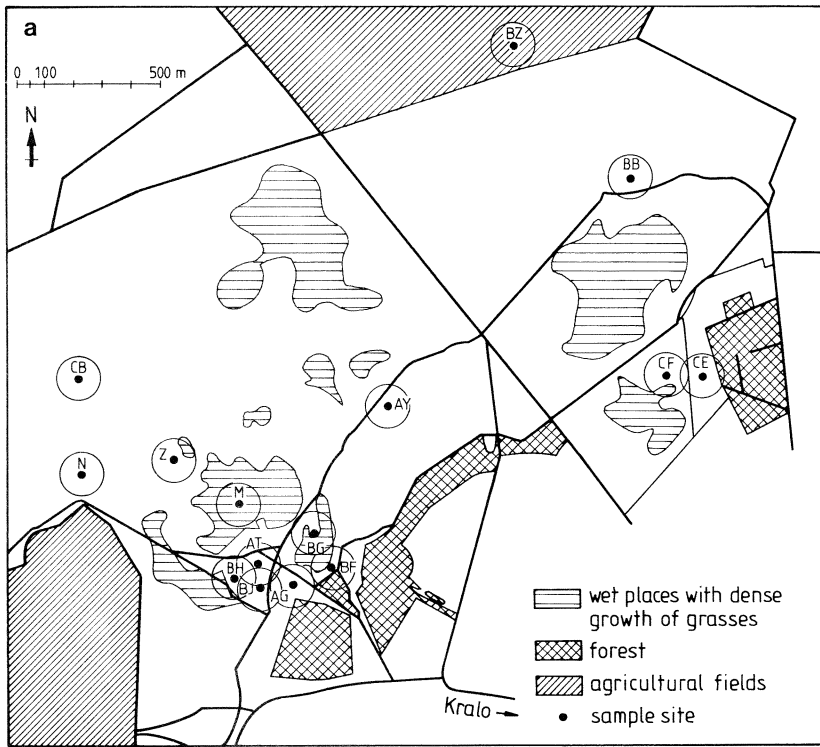 a
BZ
0 100 500 m
N
BB
CB
CF CE
AY
Z
N
M
BG
AT
BF
BH
BJ AG
wet places with dense
growth of grasses
forest
agricultural fields
Kralo → sample site